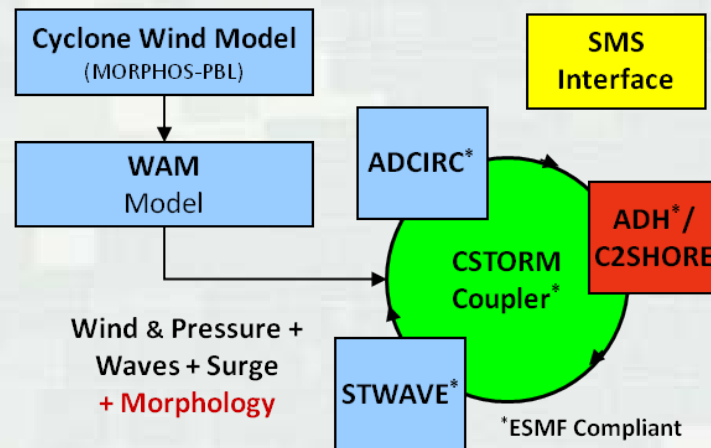 Cyclone Wind Model
(MORPHOS-PBL)
SMS
Interface
WAM
Model
ADCIRC*
ADH*/
C2SHORE
CSTORM
Coupler*
Wind & Pressure +
Waves + Surge
+ Morphology
STWAVE*
*ESMF Compliant